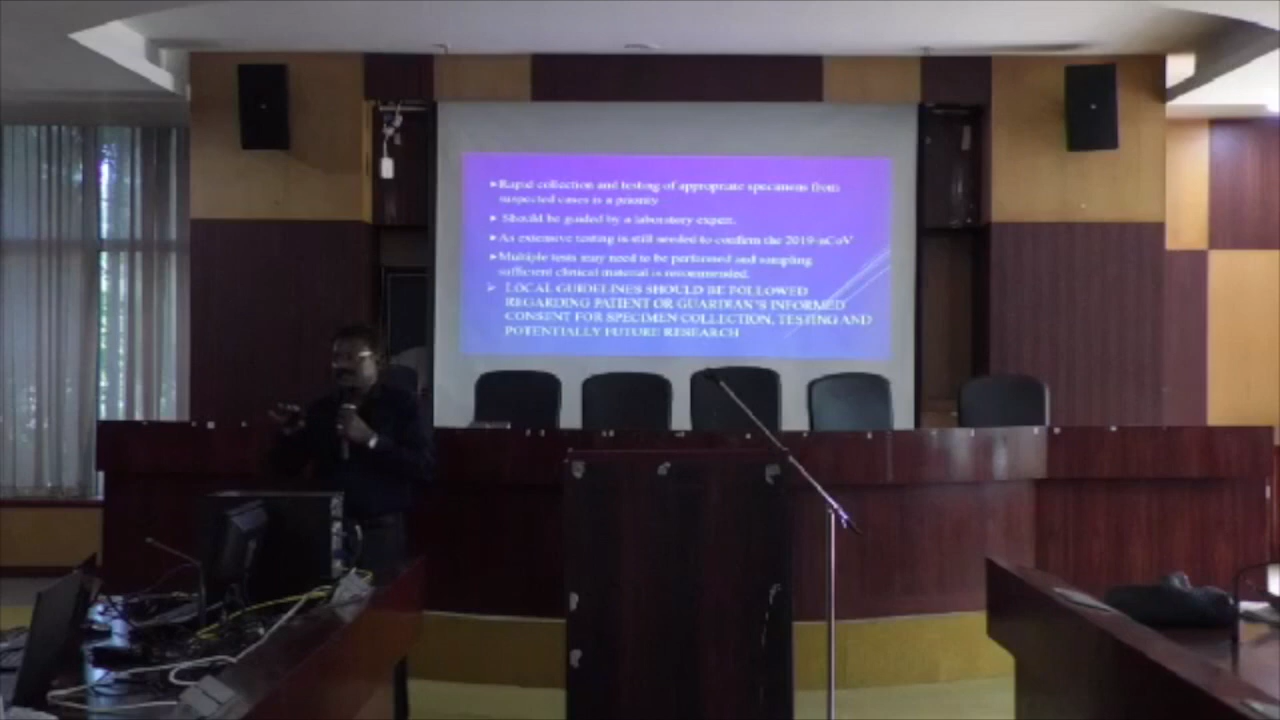 ➢Rapid collection and testing of appropriate specimens from
suspected cases is a priority
➢ Should be guided by a laboratory expert.
➢As extensive testing is still needed to confirm the 2019-nCoV
➢Multiple tests may need to be performed and sampling
sufficient clinical material is recommended.
➢ LOCAL GUIDELINES SHOULD BE FOLLOWED
REGARDING PATIENT OR GUARDIAN'S INFORMED
CONSENT FOR SPECIMEN COLLECTION, TESTING AND
POTENTIALLY FUTURE RESEARCH